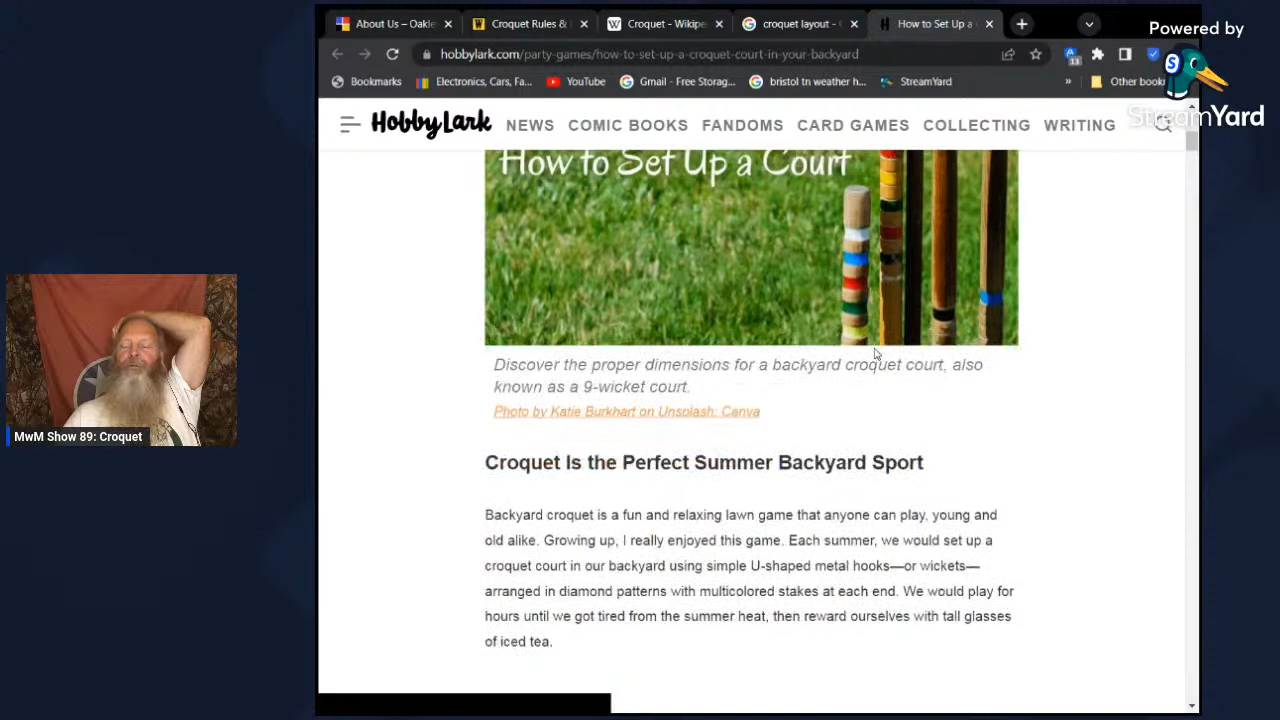 About Us – Oakle
Croquet Rules &
Croquet - Wikipe
croquet layout -
How to Set Up a
hobbylark.com/party-games/how-to-set-up-a-croquet-court-in-your-backyard
Bookmarks
Electronics, Cars, Fa...
YouTube
Gmail - Free Storag...
bristol tn weather h...
StreamYard
»
Other book
Powered by
StreamYard
HobbyLark
NEWS
COMIC BOOKS
FANDOMS
CARD GAMES
COLLECTING
WRITING
How to Set Up a Court
Discover the proper dimensions for a backyard croquet court, also
known as a 9-wicket court.
Photo by Katie Burkhart on Unsplash; Canva
MwM Show 89: Croquet
Croquet Is the Perfect Summer Backyard Sport
Backyard croquet is a fun and relaxing lawn game that anyone can play, young and
old alike. Growing up, I really enjoyed this game. Each summer, we would set up a
croquet court in our backyard using simple U-shaped metal hooks—or wickets—
arranged in diamond patterns with multicolored stakes at each end. We would play for
hours until we got tired from the summer heat, then reward ourselves with tall glasses
of iced tea.